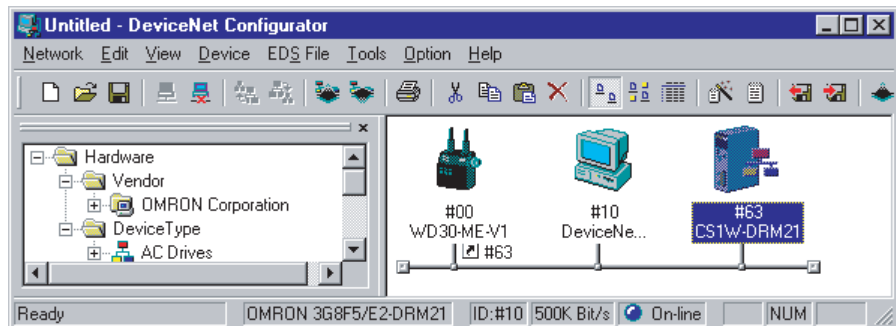 Untitled - DeviceNet Configurator
Network Edit View Device EDS File Tools Option Help
Hardware
Vendor
OMRON Corporation
DeviceType
AC Drives
#00
WD30-ME-V1
#63
#10
DeviceNe...
#63
CS1W-DRM21
Ready
OMRON 3G8F5/E2-DRM21
ID:#10
500K Bit/s
On-line
NUM